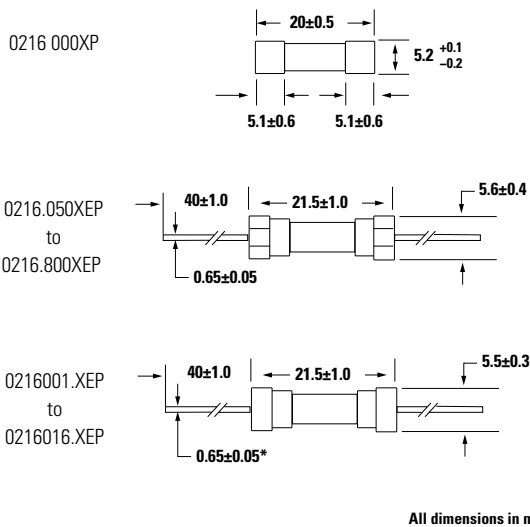 20±0.5
0216 000XP
5.2 +0.1 −0.2
5.1±0.6 5.1±0.6
0216.050XEP
to
0216.800XEP
40±1.0 21.5±1.0 5.6±0.4
0.65±0.05
0216001.XEP
to
0216016.XEP
40±1.0 21.5±1.0 5.5±0.3
0.65±0.05*
All dimensions in